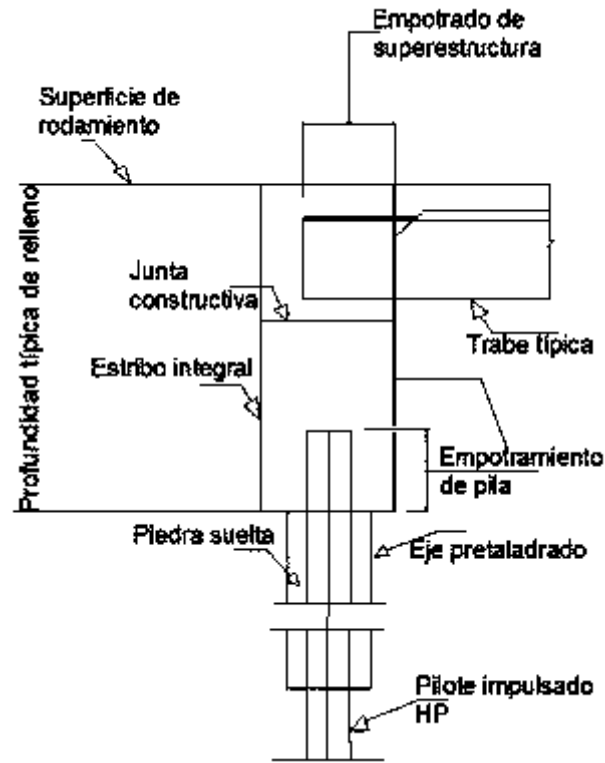 Empotrado de
superestructura
Superficie de
rodamiento
Profundidad típica de relleno
Junta
constructiva
Trabe típica
Estribo integral
Empotramiento
de pila
Piedra suelta
Eje pretaladrado
Pilote impulsado
HP